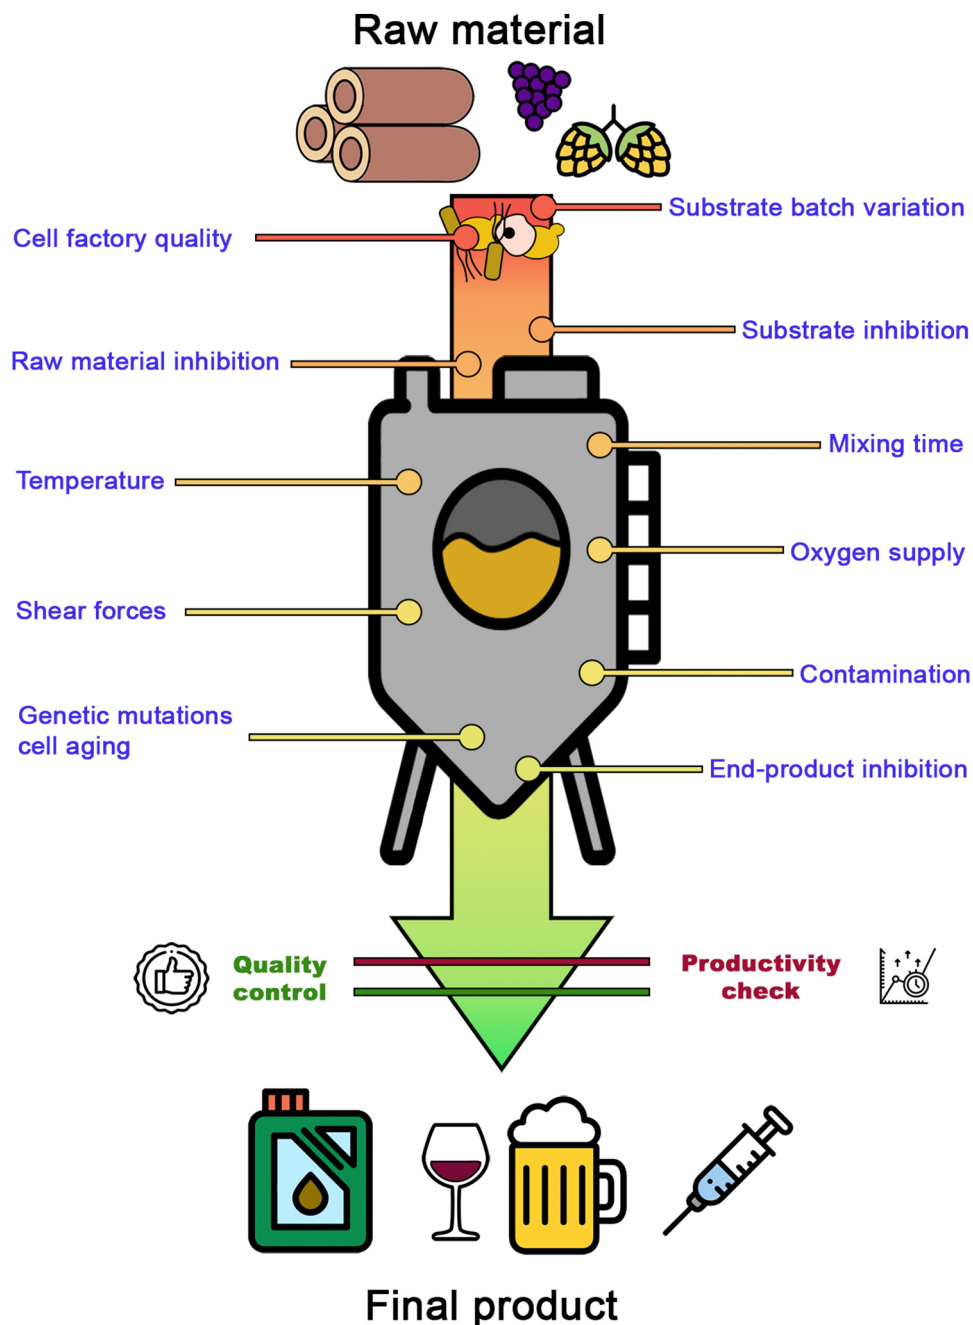 Raw material
Substrate batch variation
Cell factory quality
Substrate inhibition
Raw material inhibition
Mixing time
Temperature
Oxygen supply
Shear forces
Contamination
Genetic mutations
cell aging
End-product inhibition
Quality
control
Productivity
check
Final product